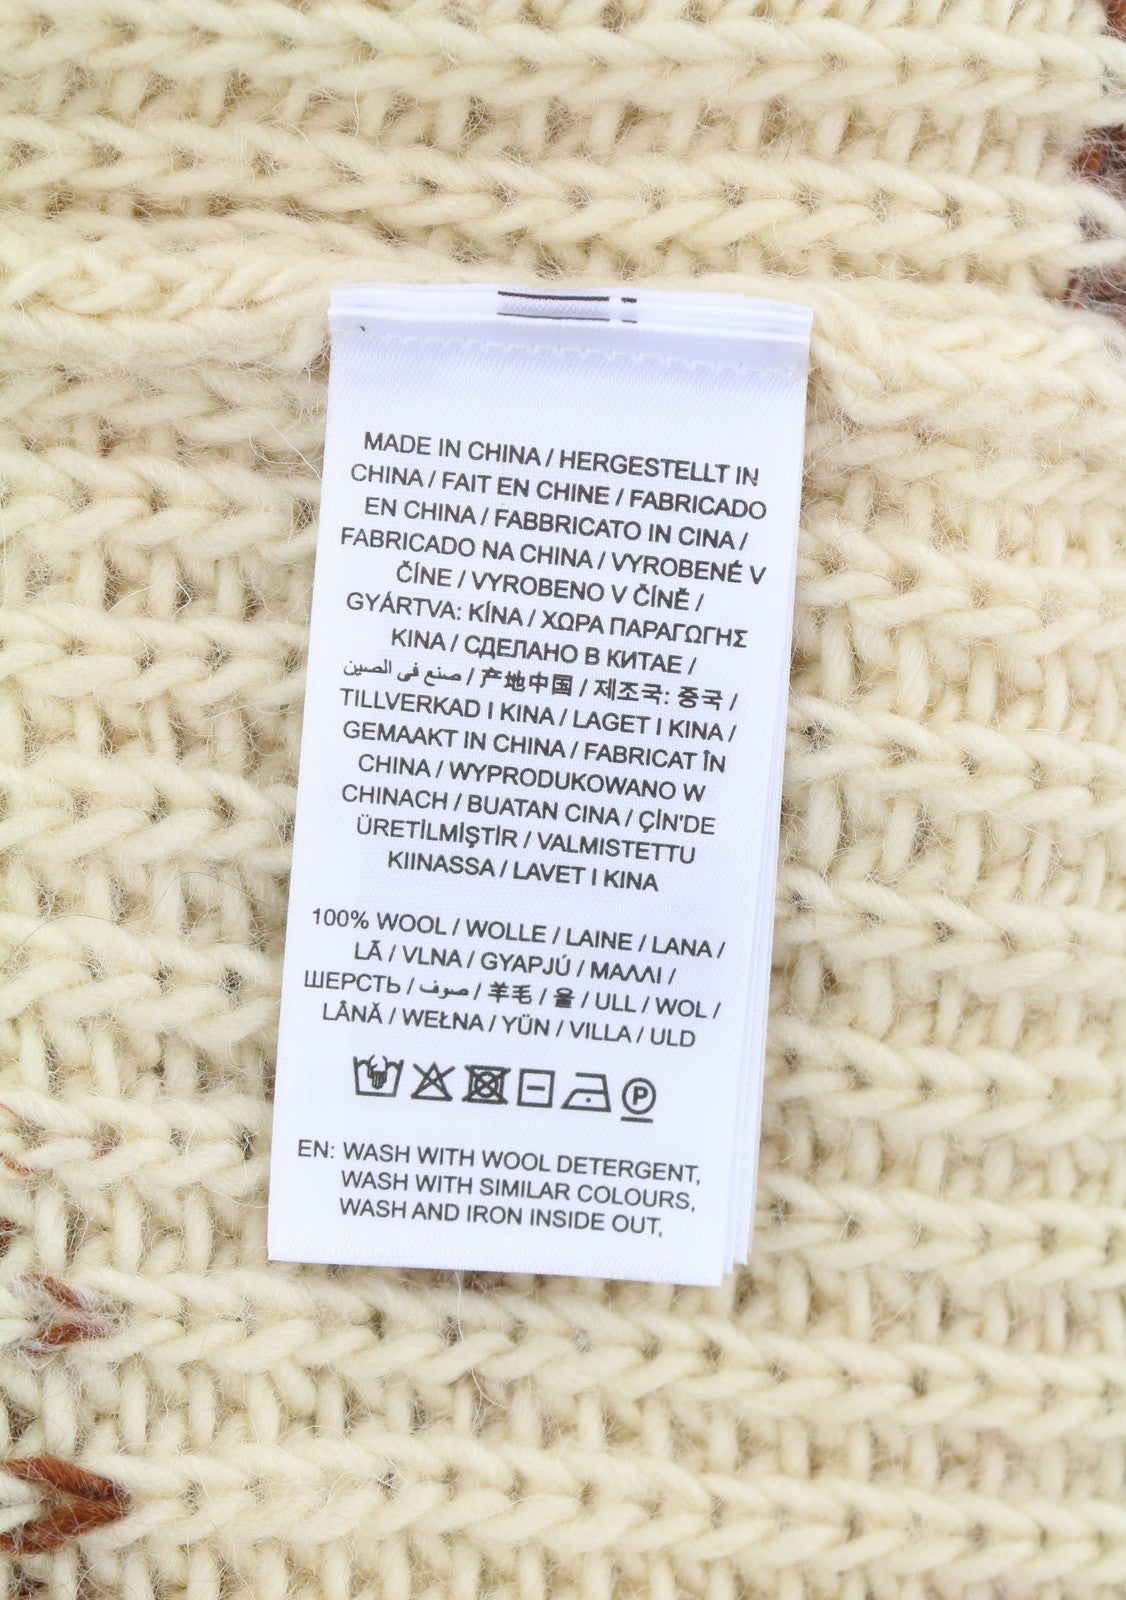 MADE IN CHINA / HERGESTELLT IN
CHINA / FAIT EN CHINE / FABRICADO
EN CHINA / FABBRICATO IN CINA /
FABRICADO NA CHINA / VYROBENÉ V
ČÍNE / VYROBENO V ČÍNĚ /
GYÁRTVA: KÍNA / ΧΩΡΑ ΠΑΡΑΓΩΓΗΣ
ΚΙΝΑ / СДЕЛАНО В КИТАЕ /
صنع في الصين / 产地中国 / 제조국: 중국 /
TILLVERKAD I KINA / LAGET I KINA /
GEMAAKT IN CHINA / FABRICAT ÎN
CHINA / WYPRODUKOWANO W
CHINACH / BUATAN CINA / ÇİN'DE
ÜRETİLMİŞTİR / VALMISTETTU
KIINASSA / LAVET I KINA
100% WOOL / WOLLE / LAINE / LANA /
LÃ / VLNA / GYAPJÚ / ΜΑΛΛΙ /
ШЕРСТЬ / صوف / 羊毛 / 울 / ULL / WOL /
LÂNĂ / WEŁNA / YÜN / VILLA / ULD
P
EN: WASH WITH WOOL DETERGENT,
WASH WITH SIMILAR COLOURS,
WASH AND IRON INSIDE OUT,